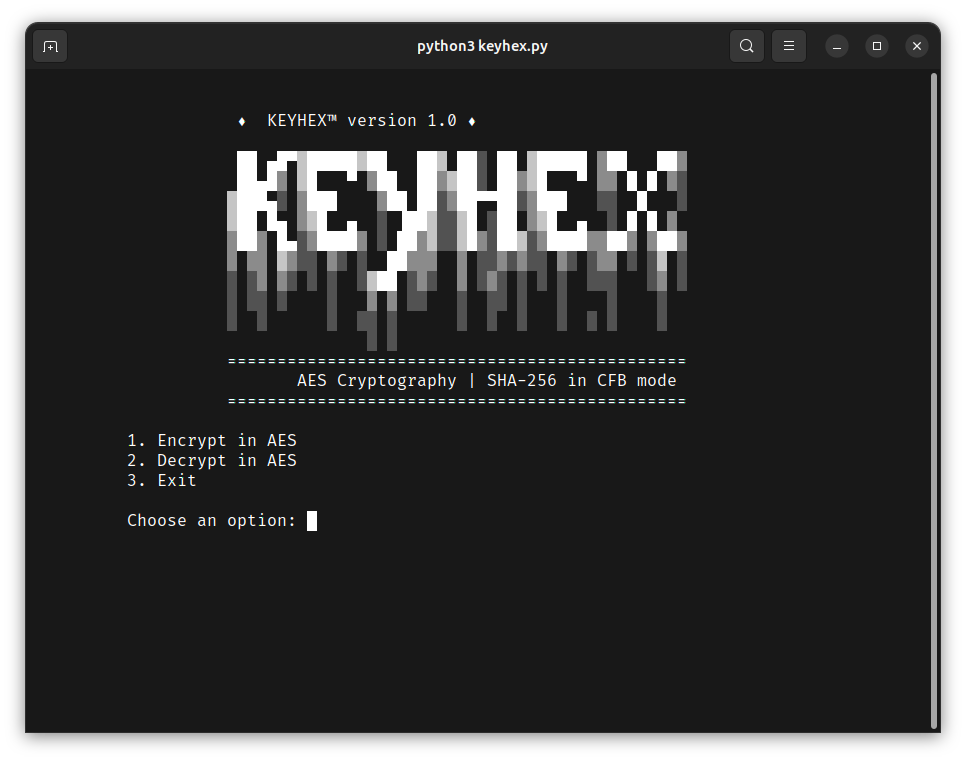 python3 keyhex.py
♦ KEYHEX™ version 1.0 ♦
KEYHEX
==============================================
AES Cryptography | SHA-256 in CFB mode
==============================================
1. Encrypt in AES
2. Decrypt in AES
3. Exit
Choose an option: